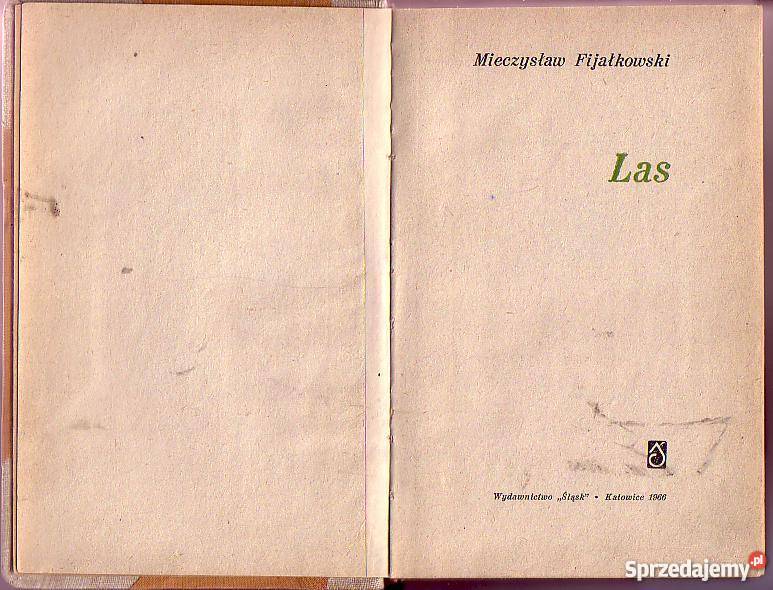 Mieczysław Fijałkowski
Las
Wydawnictwo „Śląsk” • Katowice 1966
Sprzedajemy.pl